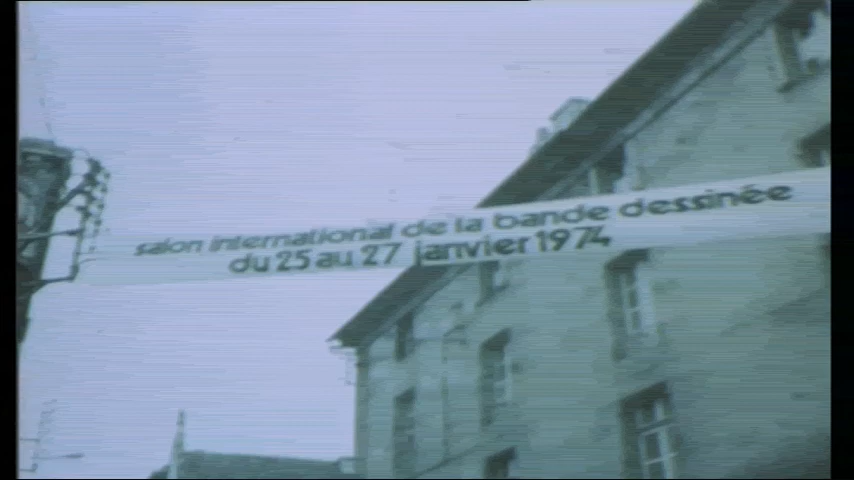 salon international de la bande dessinée
du 25 au 27 janvier 1974